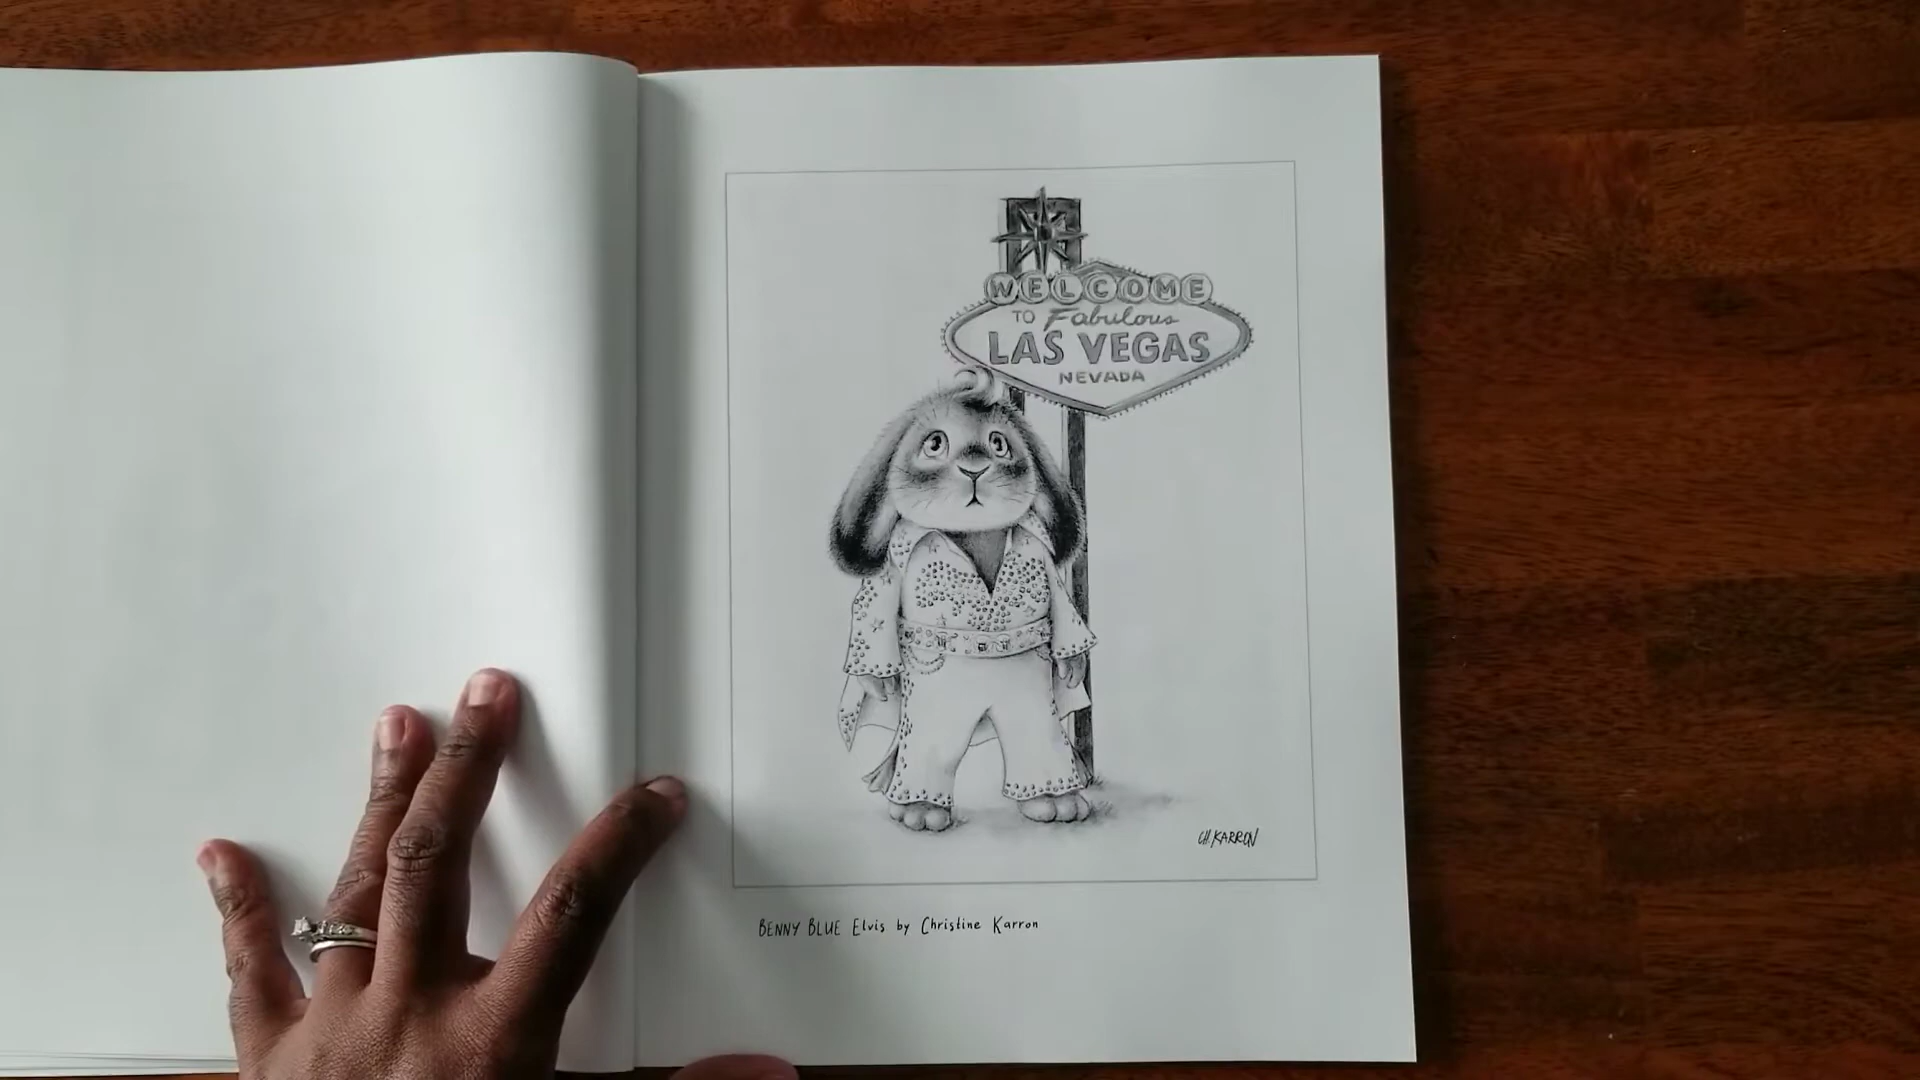 WELCOME
TO Fabulous
LAS VEGAS
NEVADA
CH.KARRON
BENNY BLUE Elvis by Christine Karron